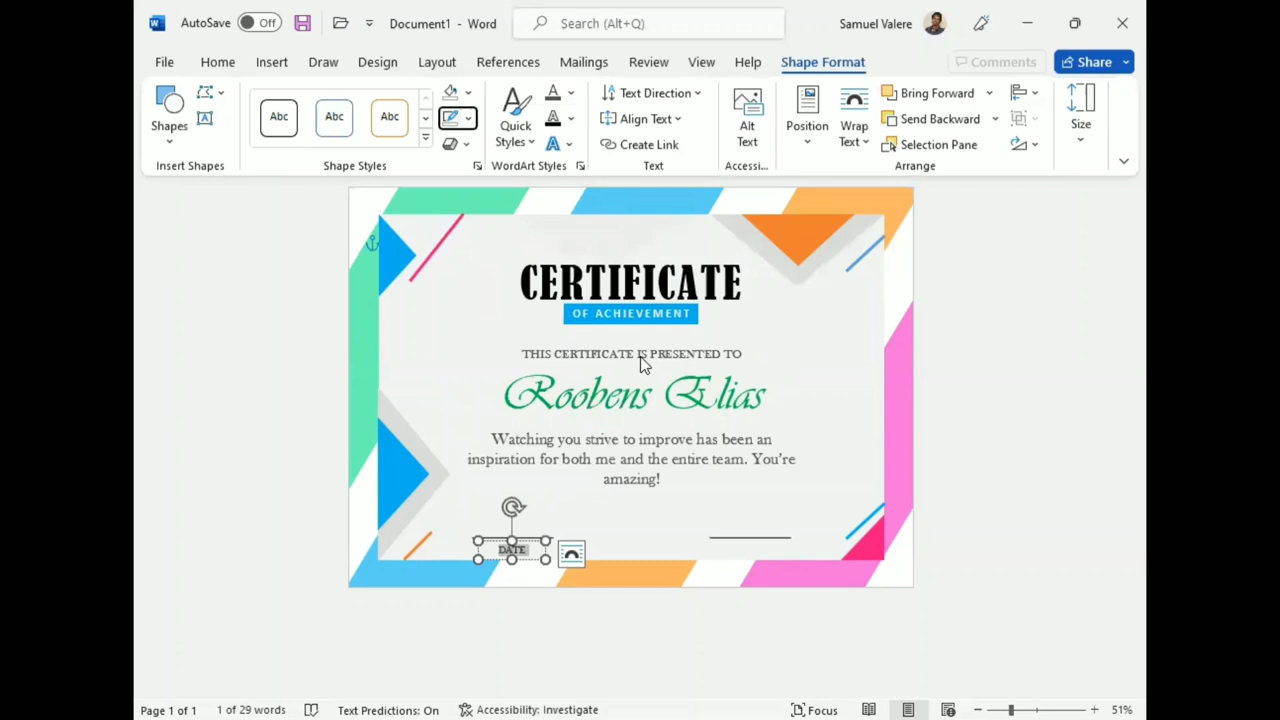 AutoSave Off Document1 - Word Search (Alt+Q) Samuel Valere
File Home Insert Draw Design Layout References Mailings Review View Help Shape Format Comments Share
Shapes
Insert Shapes
Abc Abc Abc
Shape Styles
Quick
Styles
WordArt Styles
Text Direction
Align Text
Create Link
Text
Alt
Text
Accessi...
Position
Wrap
Text
Bring Forward
Send Backward
Selection Pane
Arrange
Size
CERTIFICATE
OF ACHIEVEMENT
THIS CERTIFICATE IS PRESENTED TO
Roobens Elias
Watching you strive to improve has been an
inspiration for both me and the entire team. You're
amazing!
DATE
Page 1 of 1 1 of 29 words Text Predictions: On Accessibility: Investigate Focus 51%